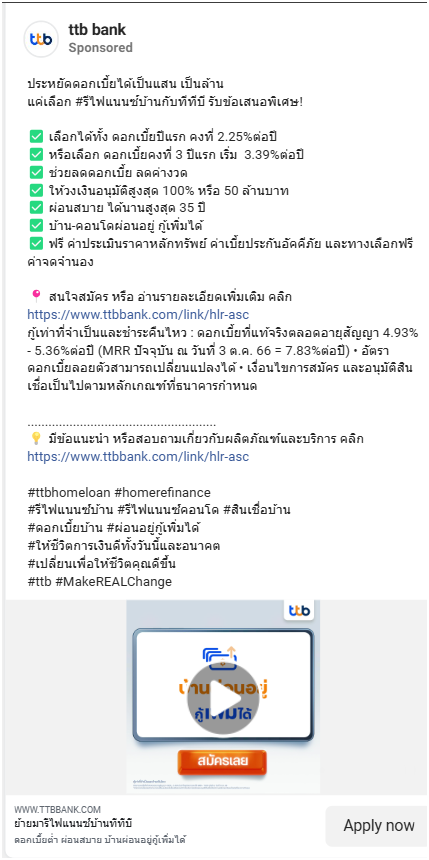 ttb
ttb bank
Sponsored
ประหยัดดอกเบี้ยได้เป็นแสน เป็นล้าน
แค่เลือก #รีไฟแนนซ์บ้านกับทีทีบี รับข้อเสนอพิเศษ!
✅ เลือกได้ทั้ง ดอกเบี้ยปีแรก คงที่ 2.25%ต่อปี
✅ หรือเลือก ดอกเบี้ยคงที่ 3 ปีแรก เริ่ม 3.39%ต่อปี
✅ ช่วยลดดอกเบี้ย ลดค่างวด
✅ ให้วงเงินอนุมัติสูงสุด 100% หรือ 50 ล้านบาท
✅ ผ่อนสบาย ได้นานสูงสุด 35 ปี
✅ บ้าน-คอนโดผ่อนอยู่ กู้เพิ่มได้
✅ ฟรี ค่าประเมินราคาหลักทรัพย์ ค่าเบี้ยประกันอัคคีภัย และทางเลือกฟรี
ค่าจดจำนอง
📍 สนใจสมัคร หรือ อ่านรายละเอียดเพิ่มเติม คลิก
https://www.ttbbank.com/link/hlr-asc
กู้เท่าที่จำเป็นและชำระคืนไหว : ดอกเบี้ยที่แท้จริงตลอดอายุสัญญา 4.93%
- 5.36%ต่อปี (MRR ปัจจุบัน ณ วันที่ 3 ต.ค. 66 = 7.83%ต่อปี) • อัตรา
ดอกเบี้ยลอยตัวสามารถเปลี่ยนแปลงได้ • เงื่อนไขการสมัคร และอนุมัติสิน
เชื่อเป็นไปตามหลักเกณฑ์ที่ธนาคารกำหนด
......................................................
💡 มีข้อแนะนำ หรือสอบถามเกี่ยวกับผลิตภัณฑ์และบริการ คลิก
https://www.ttbbank.com/link/hlr-asc
#ttbhomeloan #homerefinance
#รีไฟแนนซ์บ้าน #รีไฟแนนซ์คอนโด #สินเชื่อบ้าน
#ดอกเบี้ยบ้าน #ผ่อนอยู่กู้เพิ่มได้
#ให้ชีวิตการเงินดีทั้งวันนี้และอนาคต
#เปลี่ยนเพื่อให้ชีวิตคุณดีขึ้น
#ttb #MakeREALChange
ttb
บ้านผ่อนอยู่
กู้เพิ่มได้
สมัครเลย
WWW.TTBBANK.COM
ย้ายมารีไฟแนนซ์บ้านทีทีบี
ดอกเบี้ยต่ำ ผ่อนสบาย บ้านผ่อนอยู่กู้เพิ่มได้
Apply now